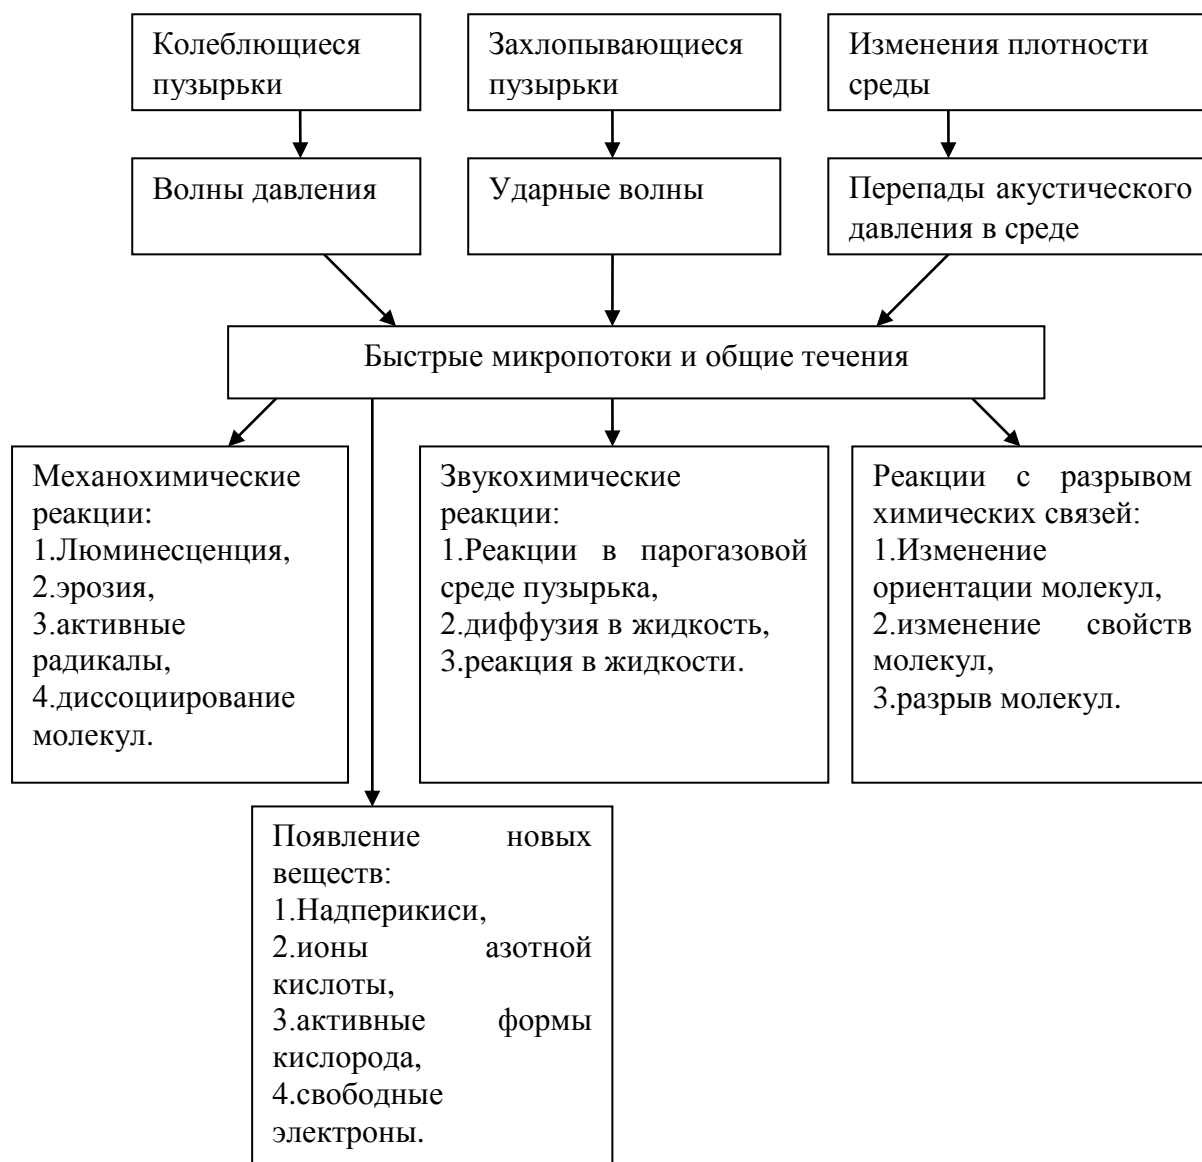 Колеблющиеся
пузырьки
Захлопывающиеся
пузырьки
Изменения плотности
среды
Волны давления
Ударные волны
Перепады акустического
давления в среде
Быстрые микропотоки и общие течения
Механохимические
реакции:
1.Люминесценция,
2.эрозия,
3.активные
радикалы,
4.диссоциирование
молекул.
Звукохимические
реакции:
1.Реакции в парогазовой
среде пузырька,
2.диффузия в жидкость,
3.реакция в жидкости.
Реакции с разрывом
химических связей:
1.Изменение
ориентации молекул,
2.изменение свойств
молекул,
3.разрыв молекул.
Появление новых
веществ:
1.Надперикиси,
2.ионы азотной
кислоты,
3.активные формы
кислорода,
4.свободные
электроны.